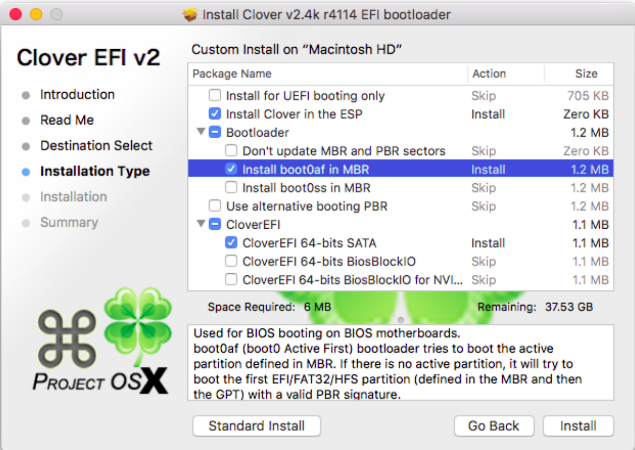 Install Clover v2.4k r4114 EFI bootloader
Clover EFI v2
Introduction
Read Me
Destination Select
Installation Type
Installation
Summary
PROJECT OSX
Custom Install on “Macintosh HD”
Package Name Action Size
Install for UEFI booting only Skip 705 KB
Install Clover in the ESP Install Zero KB
Bootloader 1.2 MB
Don't update MBR and PBR sectors Skip Zero KB
Install boot0af in MBR Install 1.2 MB
Install boot0ss in MBR Skip 1.2 MB
Use alternative booting PBR Skip 1.2 MB
CloverEFI 1.1 MB
CloverEFI 64-bits SATA Install 1.1 MB
CloverEFI 64-bits BiosBlockIO Skip 1.1 MB
CloverEFI 64-bits BiosBlockIO for NVI... Skip 1.1 MB
Space Required: 6 MB Remaining: 37.53 GB
Used for BIOS booting on BIOS motherboards.
boot0af (boot0 Active First) bootloader tries to boot the active
partition defined in MBR. If there is no active partition, it will try to
boot the first EFI/FAT32/HFS partition (defined in the MBR and then
the GPT) with a valid PBR signature.
Standard Install Go Back Install